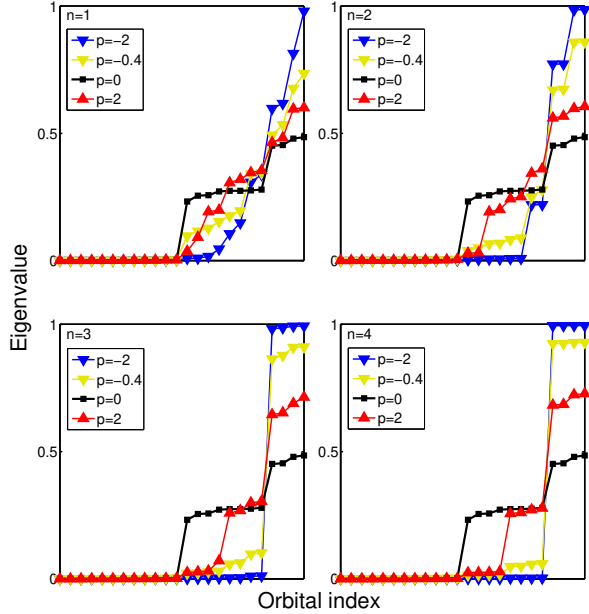 n=1
p=−2
p=−0.4
p=0
p=2
1
0.5
0
n=2
p=−2
p=−0.4
p=0
p=2
1
0.5
0
Eigenvalue
n=3
p=−2
p=−0.4
p=0
p=2
1
0.5
0
n=4
p=−2
p=−0.4
p=0
p=2
1
0.5
0
Orbital index